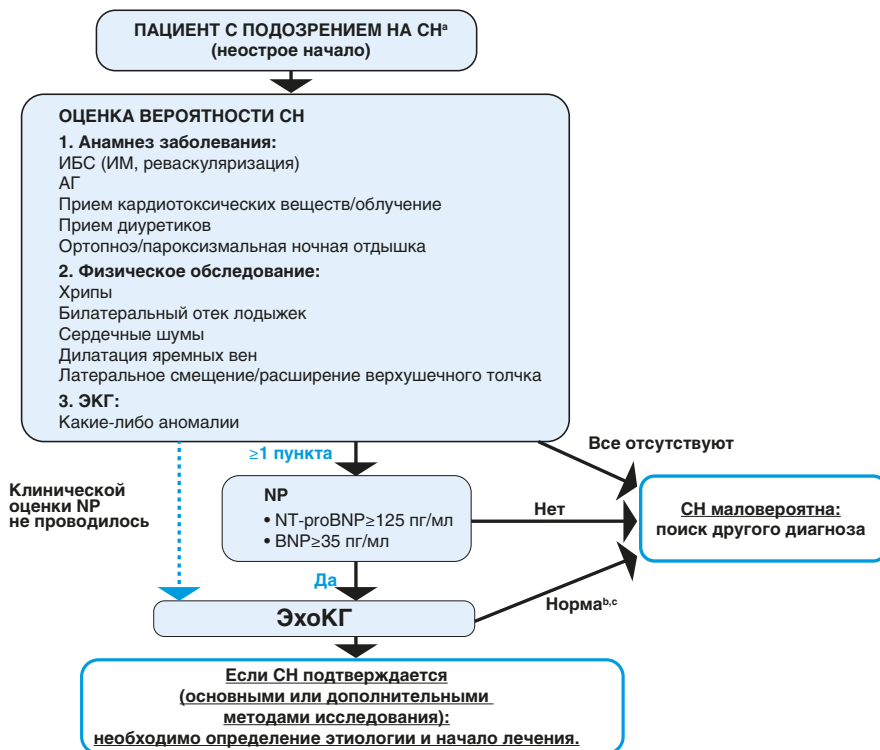 ПАЦИЕНТ С ПОДОЗРЕНИЕМ НА СНᵃ
(неострое начало)
ОЦЕНКА ВЕРОЯТНОСТИ СН
1. Анамнез заболевания:
ИБС (ИМ, реваскуляризация)
АГ
Прием кардиотоксических веществ/облучение
Прием диуретиков
Ортопноэ/пароксизмальная ночная отдышка
2. Физическое обследование:
Хрипы
Билатеральный отек лодыжек
Сердечные шумы
Дилатация яремных вен
Латеральное смещение/расширение верхушечного толчка
3. ЭКГ:
Какие-либо аномалии
≥1 пункта
Все отсутствуют
Клинической
оценки NP
не проводилось
NP
• NT-proBNP≥125 пг/мл
• BNP≥35 пг/мл
Нет
СН маловероятна:
поиск другого диагноза
Да
ЭхоКГ
Нормаᵇ,ᶜ
Если СН подтверждается
(основными или дополнительными
методами исследования):
необходимо определение этиологии и начало лечения.